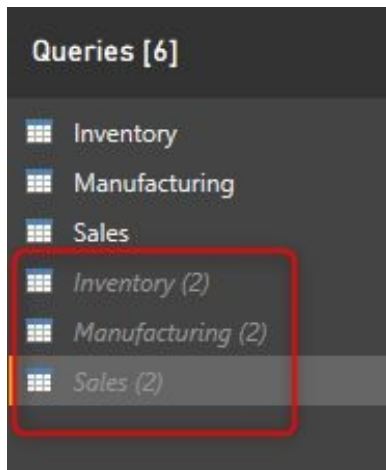 Queries [6]
Inventory
Manufacturing
Sales
Inventory (2)
Manufacturing (2)
Sales (2)